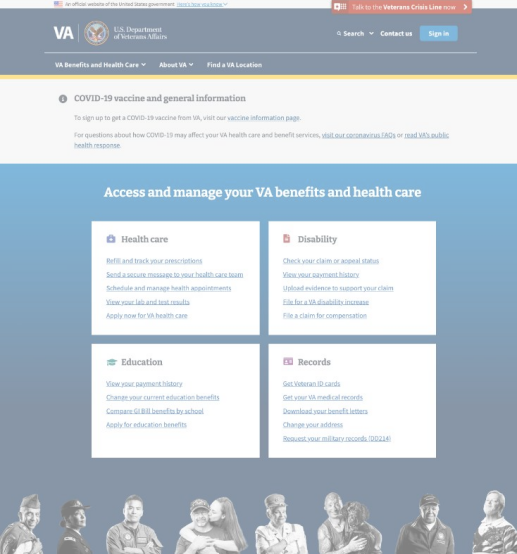 An official website of the United States government Here's how you know
Talk to the Veterans Crisis Line now
VA
U.S. Department
of Veterans Affairs
Search
Contact us
Sign in
VA Benefits and Health Care
About VA
Find a VA Location
COVID-19 vaccine and general information
To sign up to get a COVID-19 vaccine from VA, visit our vaccine information page.
For questions about how COVID-19 may affect your VA health care and benefit services, visit our coronavirus FAQs or read VA's public
health response.
Access and manage your VA benefits and health care
Health care
Refill and track your prescriptions
Send a secure message to your health care team
Schedule and manage health appointments
View your lab and test results
Apply now for VA health care
Disability
Check your claim or appeal status
View your payment history
Upload evidence to support your claim
File for a VA disability increase
File a claim for compensation
Education
View your payment history
Change your current education benefits
Compare GI Bill benefits by school
Apply for education benefits
Records
Get Veteran ID cards
Get your VA medical records
Download your benefit letters
Change your address
Request your military records (DD214)